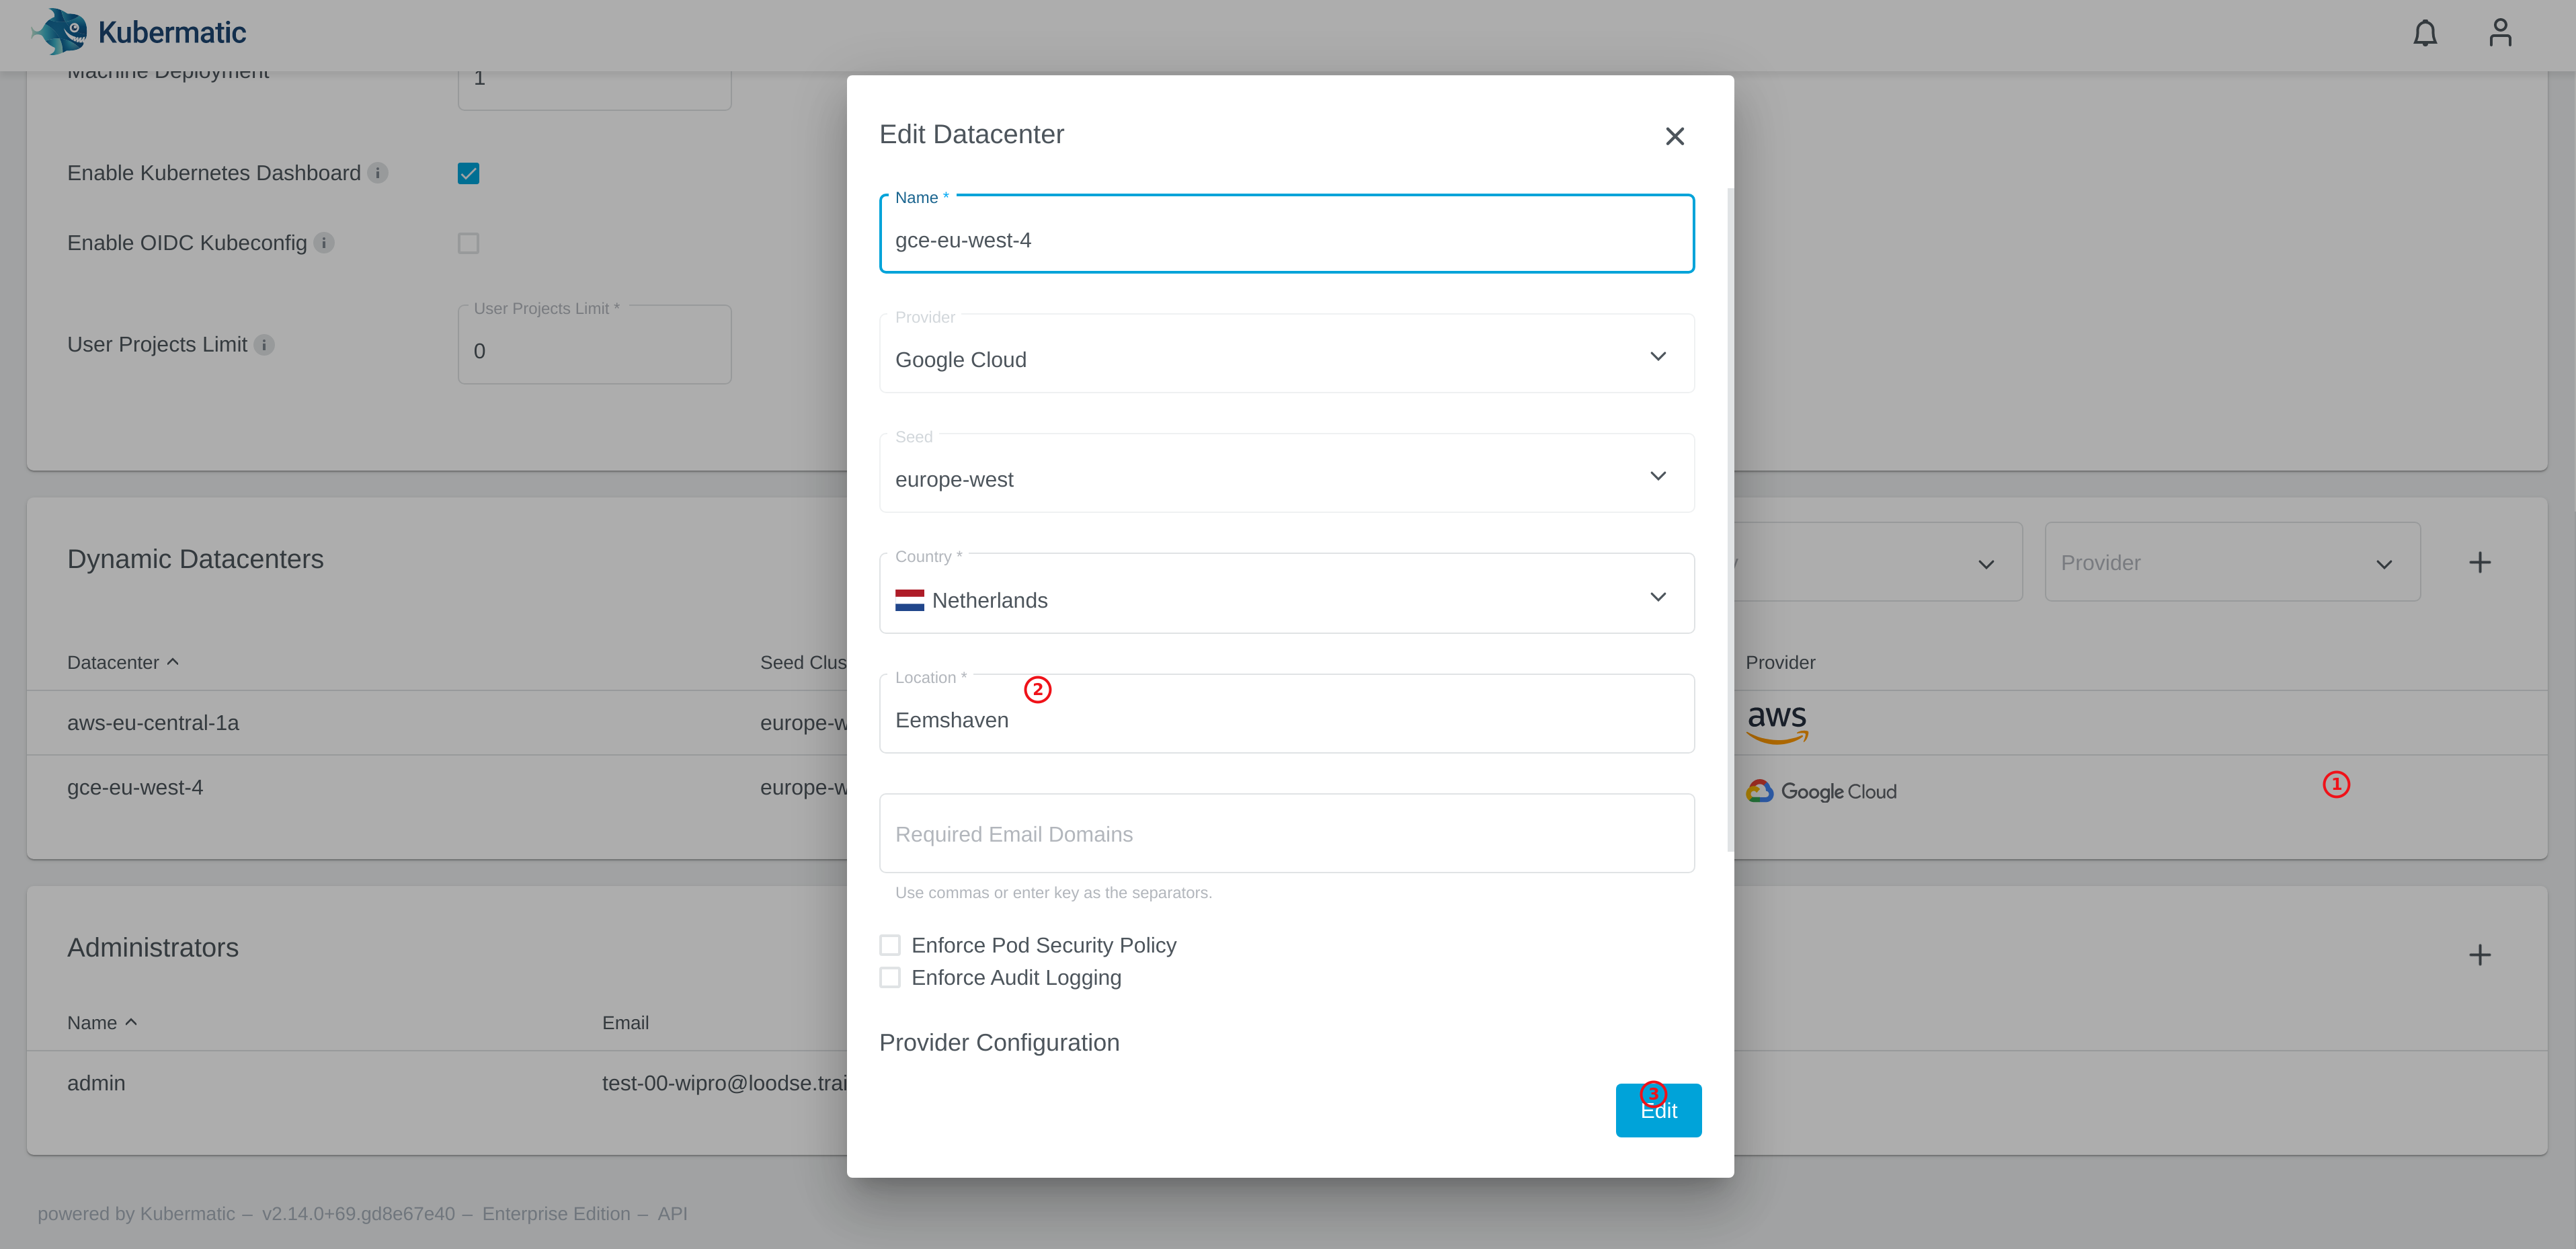 Kubermatic
Machine Deployment
1
Enable Kubernetes Dashboard i
Enable OIDC Kubeconfig i
User Projects Limit i
User Projects Limit *
0
Dynamic Datacenters
Provider
Datacenter
Seed Clus
Provider
aws-eu-central-1a
europe-w
aws
gce-eu-west-4
europe-w
Google Cloud
1
Administrators
Name
Email
admin
test-00-wipro@loodse.trai
powered by Kubermatic – v2.14.0+69.gd8e67e40 – Enterprise Edition – API
Edit Datacenter
Name *
gce-eu-west-4
Provider
Google Cloud
Seed
europe-west
Country *
Netherlands
Location *
2
Eemshaven
Required Email Domains
Use commas or enter key as the separators.
Enforce Pod Security Policy
Enforce Audit Logging
Provider Configuration
3
Edit